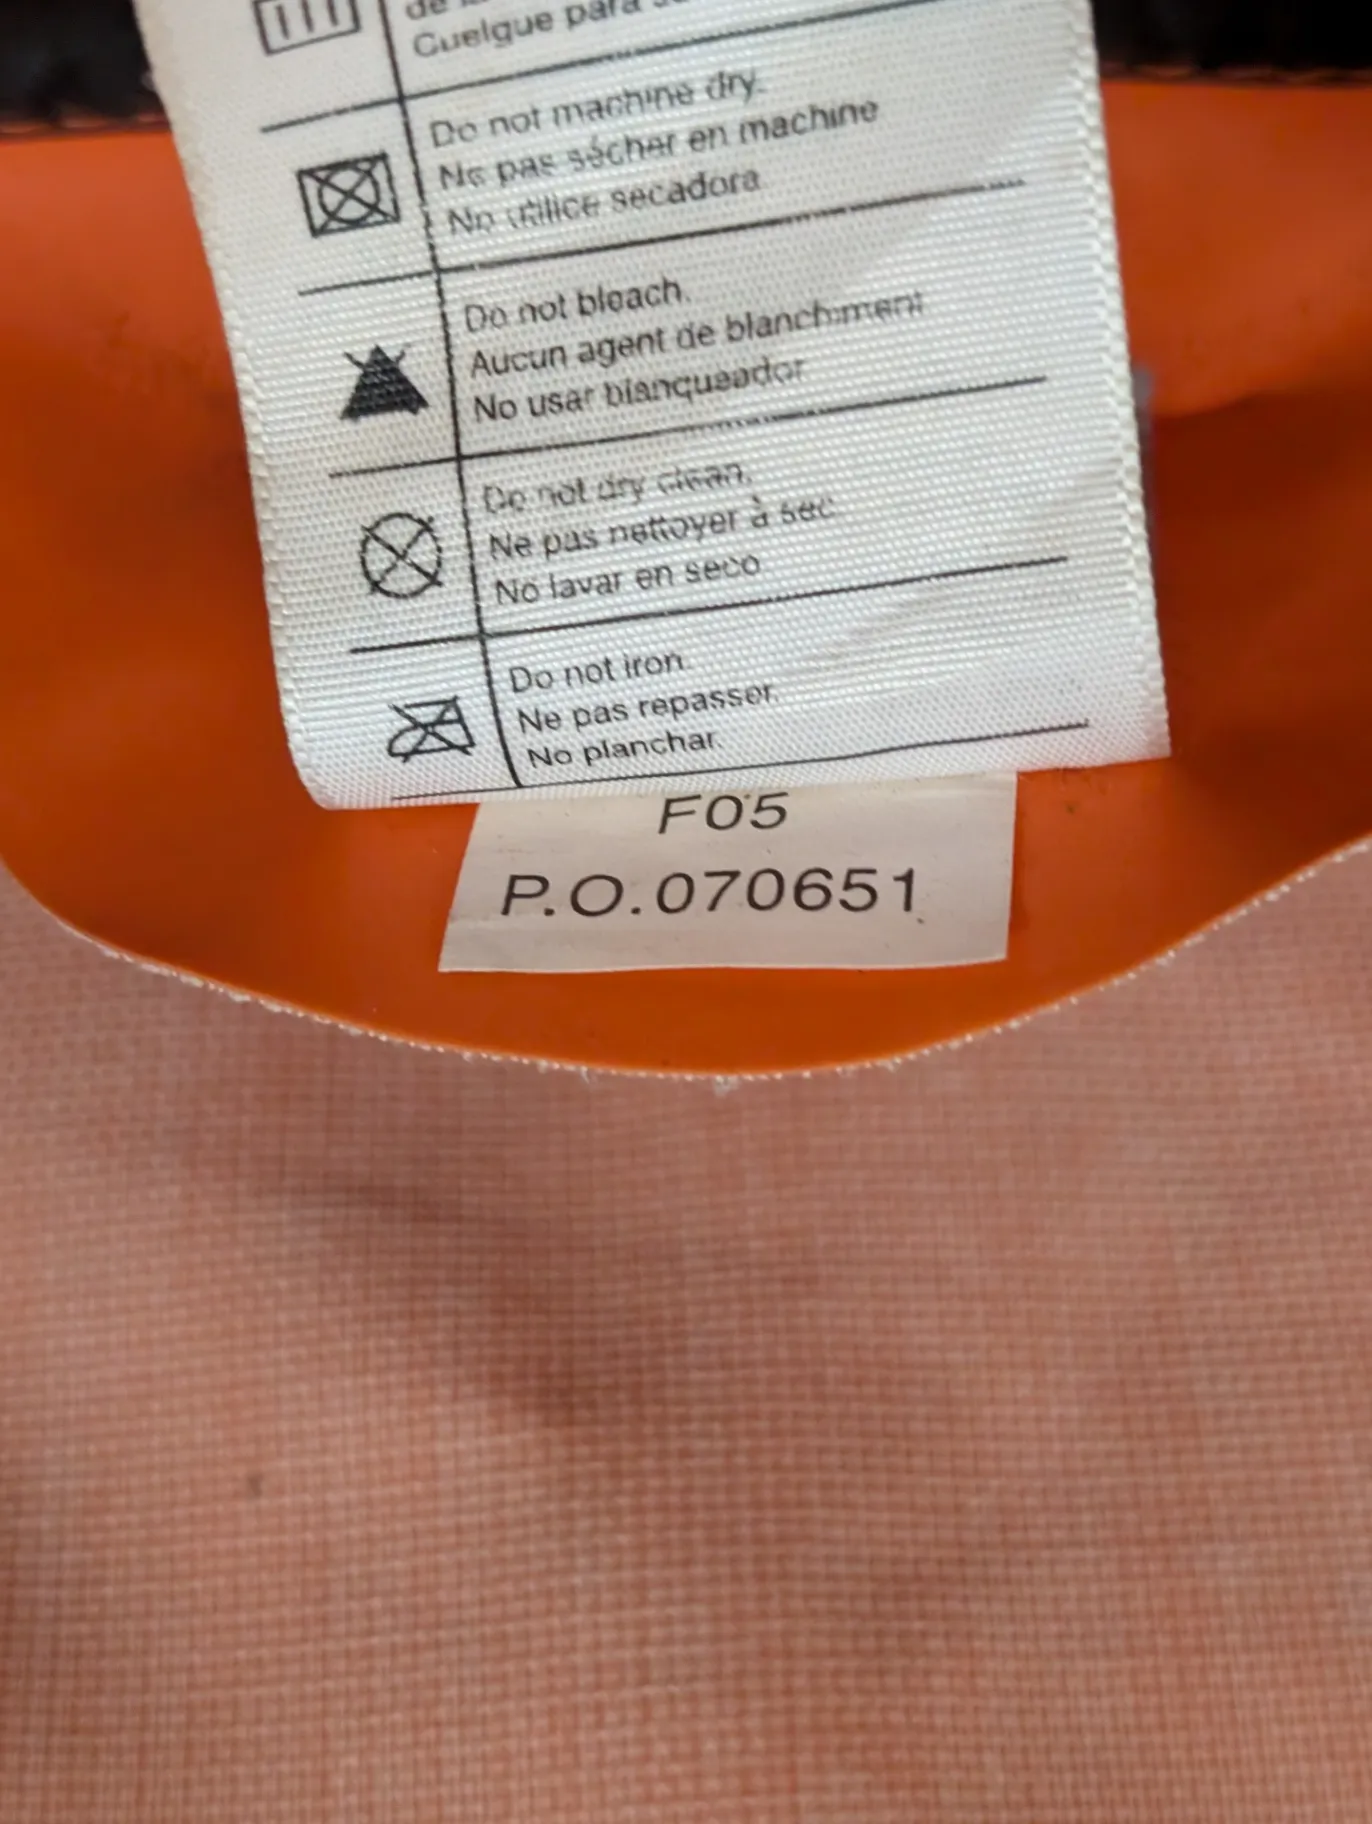 Cuelgue para
Do not machine dry.
Ne pas sécher en machine
No utilice secadora
Do not bleach.
Aucun agent de blanchiment
No usar blanqueador
Do not dry clean.
Ne pas nettoyer à sec
No lavar en seco
Do not iron.
Ne pas repasser.
No planchar.
F05
P.O.070651